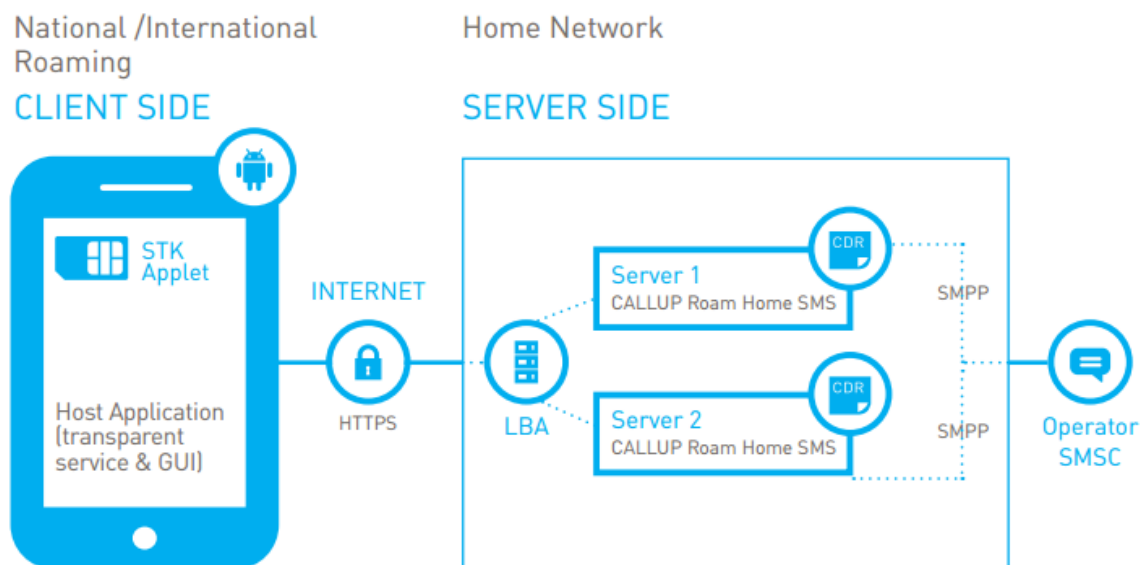 National /International
Roaming
CLIENT SIDE
Home Network
SERVER SIDE
STK
Applet
Host Application
(transparent
service & GUI)
INTERNET
HTTPS
LBA
Server 1
CALLUP Roam Home SMS
CDR
SMPP
Server 2
CALLUP Roam Home SMS
CDR
SMPP
Operator
SMSC